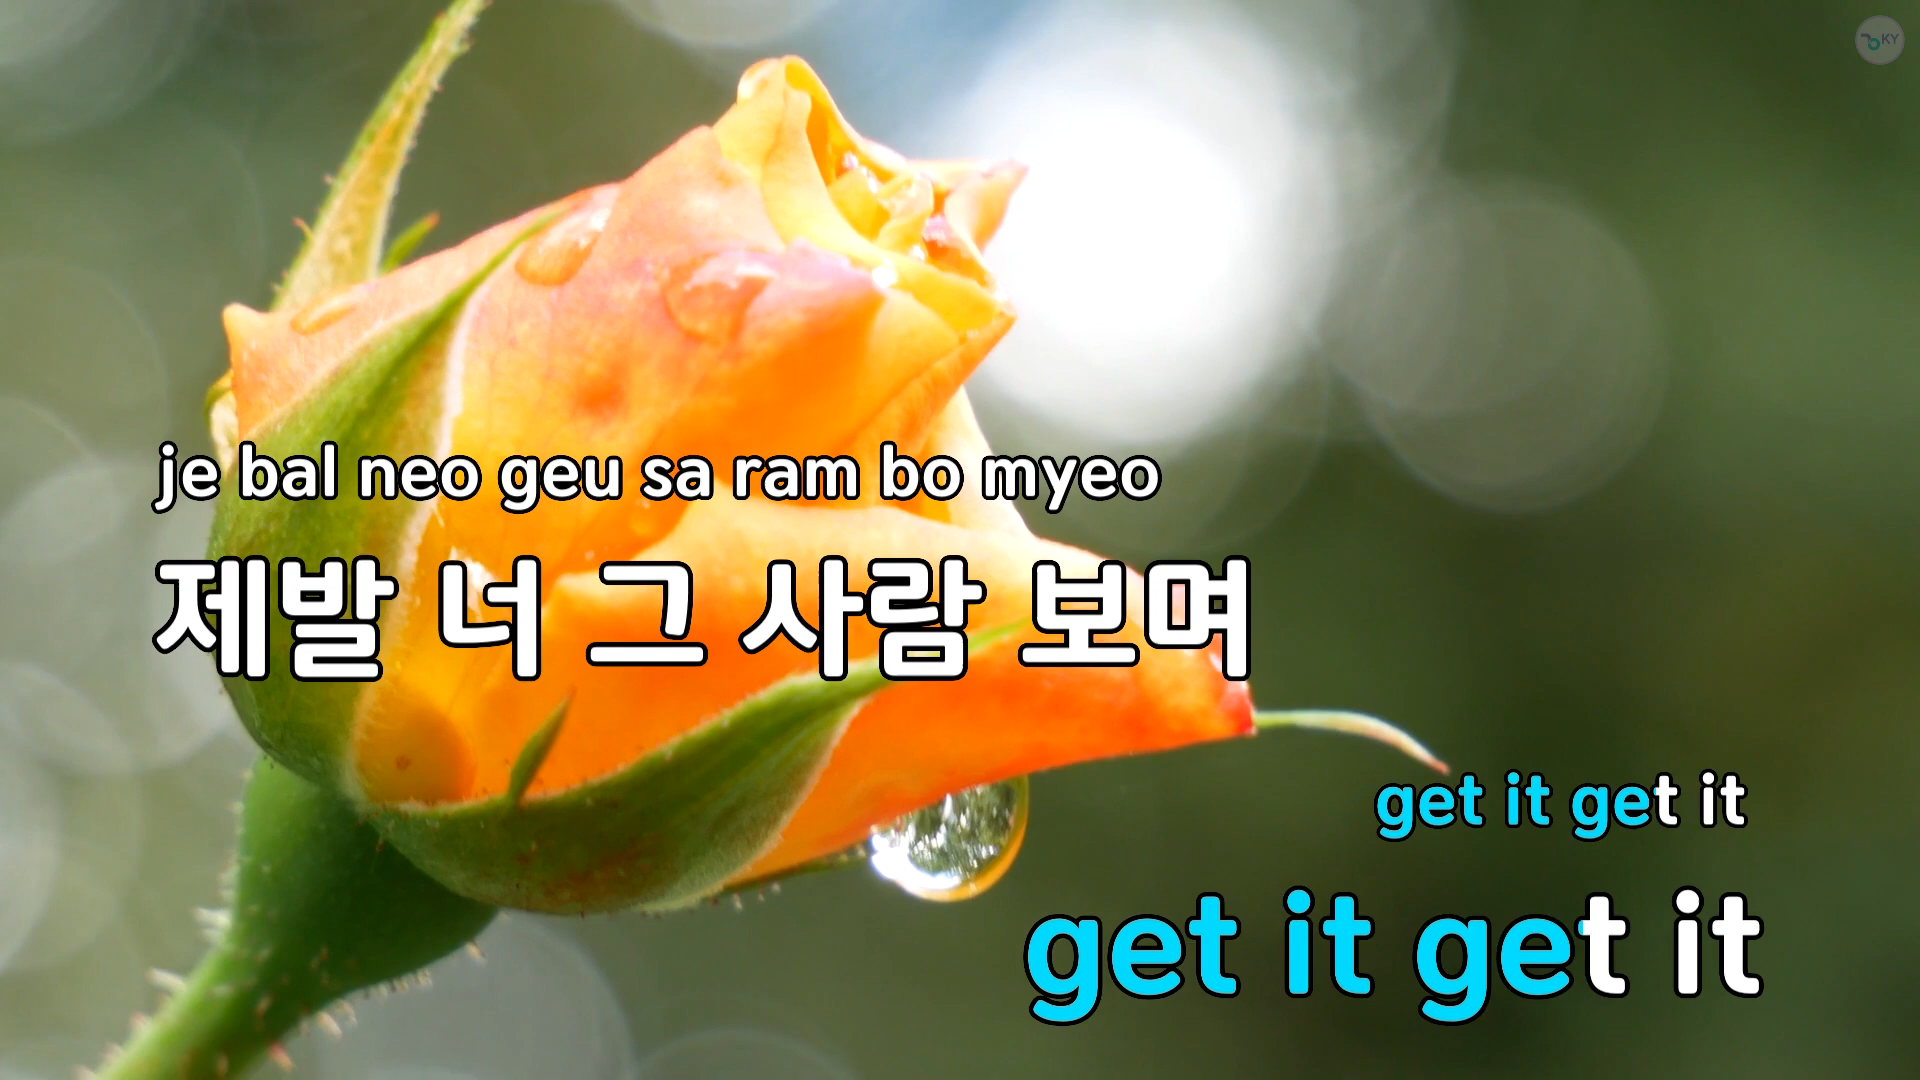 KY
je bal neo geu sa ram bo myeo
제발 너 그 사람 보며
get it get it
get it get it